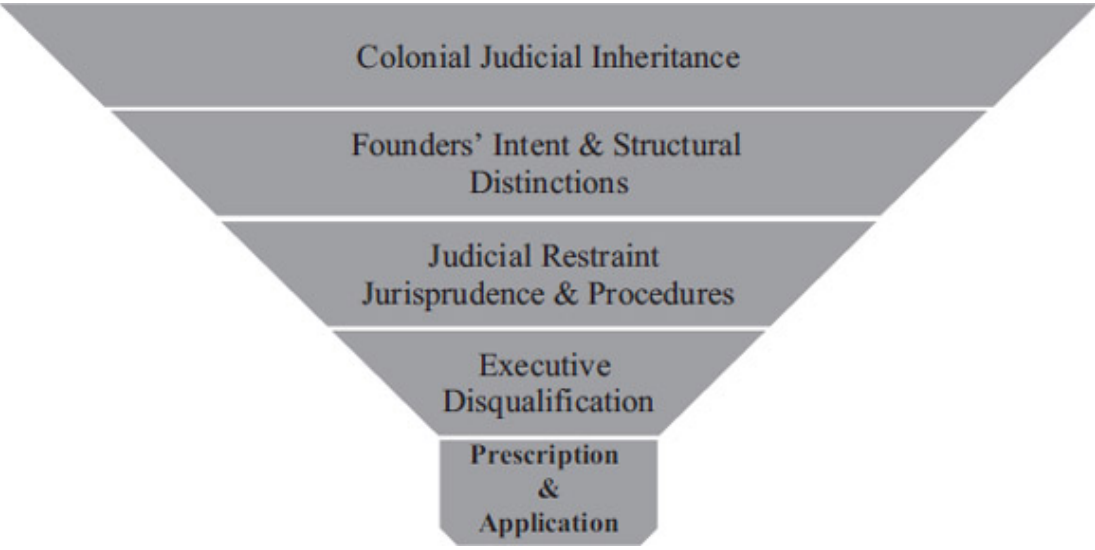 Colonial Judicial Inheritance
Founders’ Intent & Structural
Distinctions
Judicial Restraint
Jurisprudence & Procedures
Executive
Disqualification
Prescription
&
Application